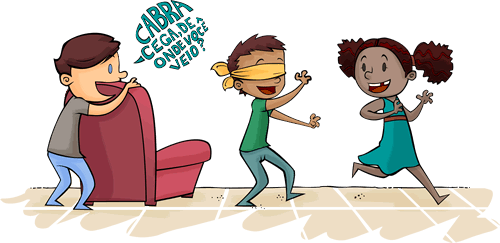 CABRA
CEGA, DE
ONDE VOCÊ
VEIO?